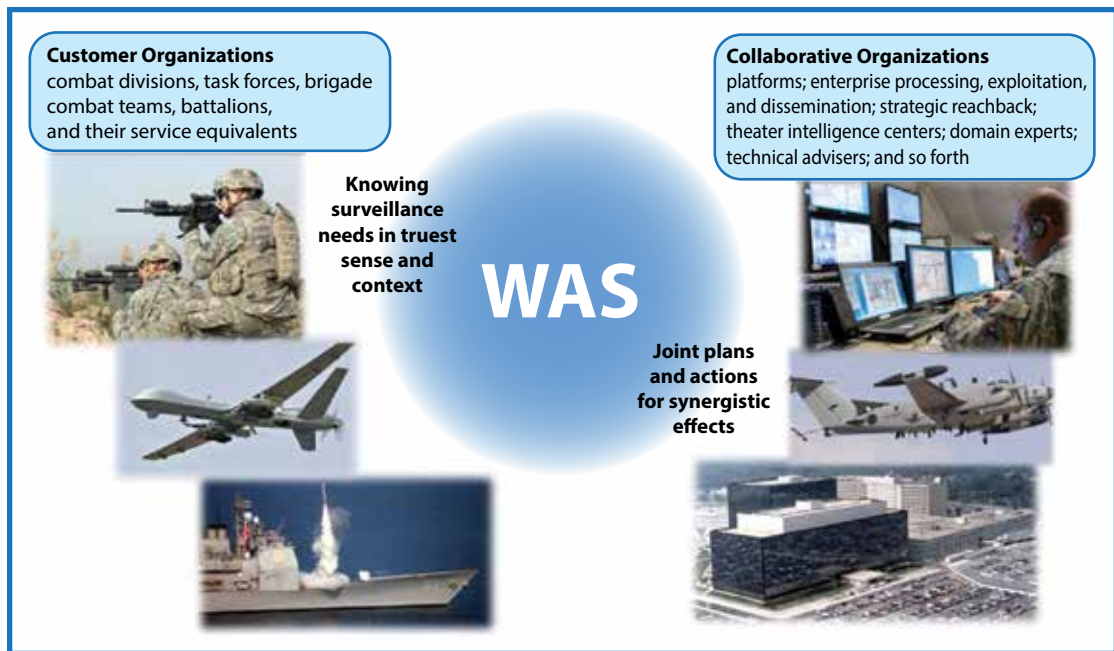 Customer Organizations
combat divisions, task forces, brigade
combat teams, battalions,
and their service equivalents
Knowing
surveillance
needs in truest
sense and
context
WAS
Collaborative Organizations
platforms; enterprise processing, exploitation,
and dissemination; strategic reachback;
theater intelligence centers; domain experts;
technical advisers; and so forth
Joint plans
and actions
for synergistic
effects